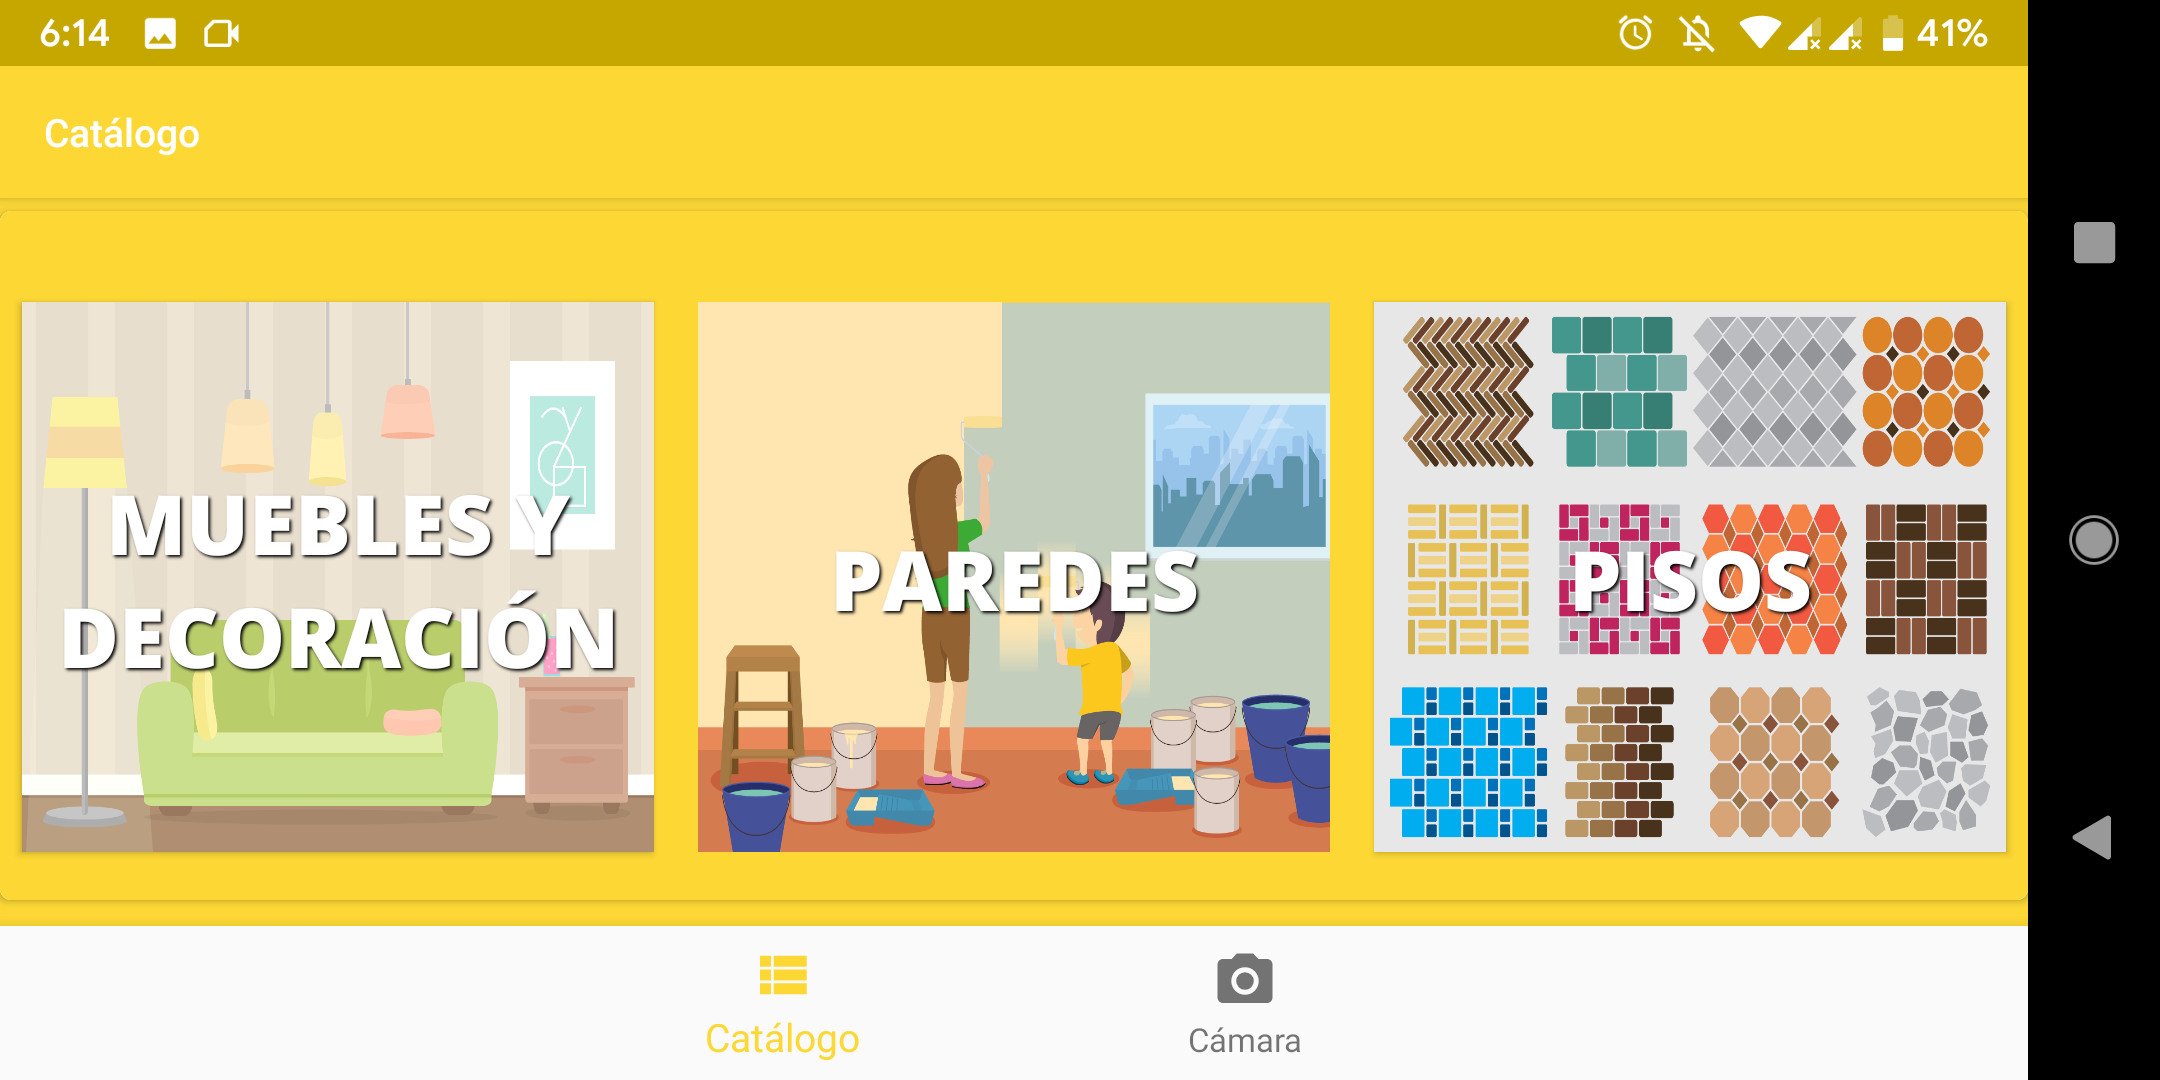 6:14
41%
Catálogo
MUEBLES Y
DECORACIÓN
PAREDES
PISOS
Catálogo
Cámara